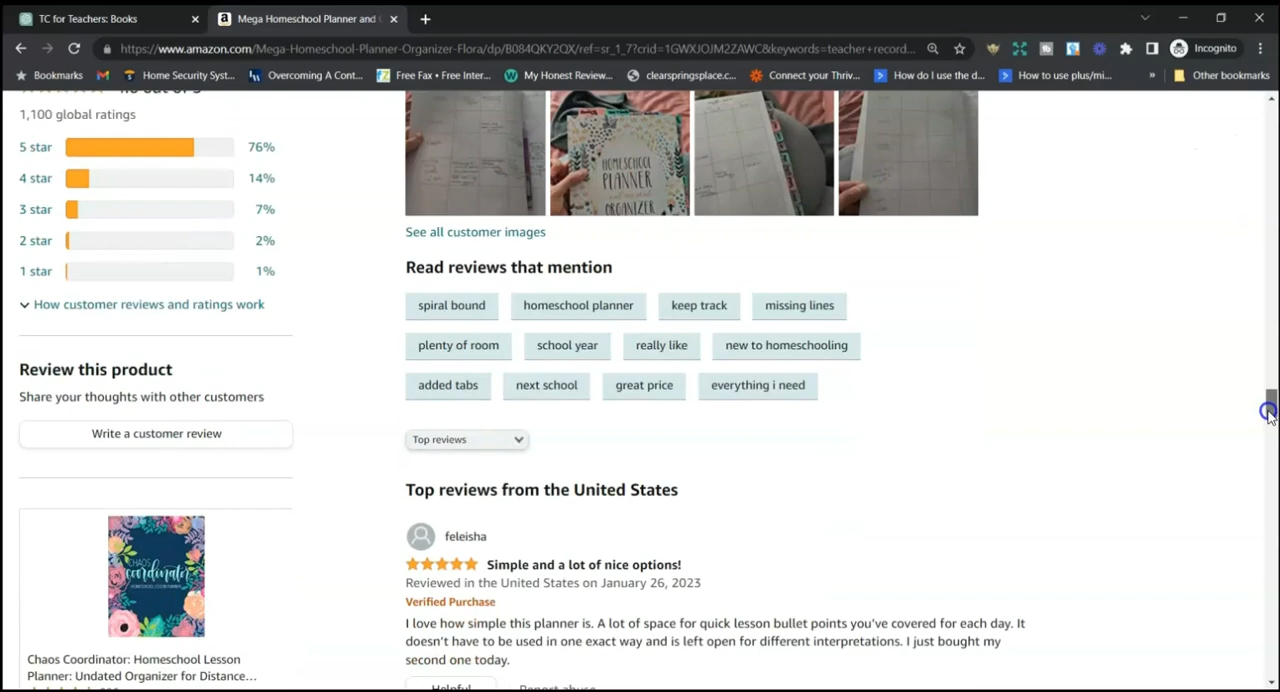 TC for Teachers: Books
Mega Homeschool Planner and
https://www.amazon.com/Mega-Homeschool-Planner-Organizer-Flora/dp/B084QKY2QX/ref=sr_1_7?crid=1GWXJOJM2ZAWC&keywords=teacher+record...
Incognito
Bookmarks
Home Security Syst...
Overcoming A Cont...
Free Fax • Free Inter...
My Honest Review...
clearspringsplace.c...
Connect your Thriv...
How do I use the d...
How to use plus/mi...
»
Other bookmarks
1,100 global ratings
5 star 76%
4 star 14%
3 star 7%
2 star 2%
1 star 1%
How customer reviews and ratings work
Review this product
Share your thoughts with other customers
Write a customer review
CHAOS
coordinator
Chaos Coordinator: Homeschool Lesson
Planner: Undated Organizer for Distance...
HOMESCHOOL
PLANNER
ORGANIZER
See all customer images
Read reviews that mention
spiral bound homeschool planner keep track missing lines
plenty of room school year really like new to homeschooling
added tabs next school great price everything i need
Top reviews
Top reviews from the United States
feleisha
Simple and a lot of nice options!
Reviewed in the United States on January 26, 2023
Verified Purchase
I love how simple this planner is. A lot of space for quick lesson bullet points you've covered for each day. It
doesn't have to be used in one exact way and is left open for different interpretations. I just bought my
second one today.
Helpful Report abuse